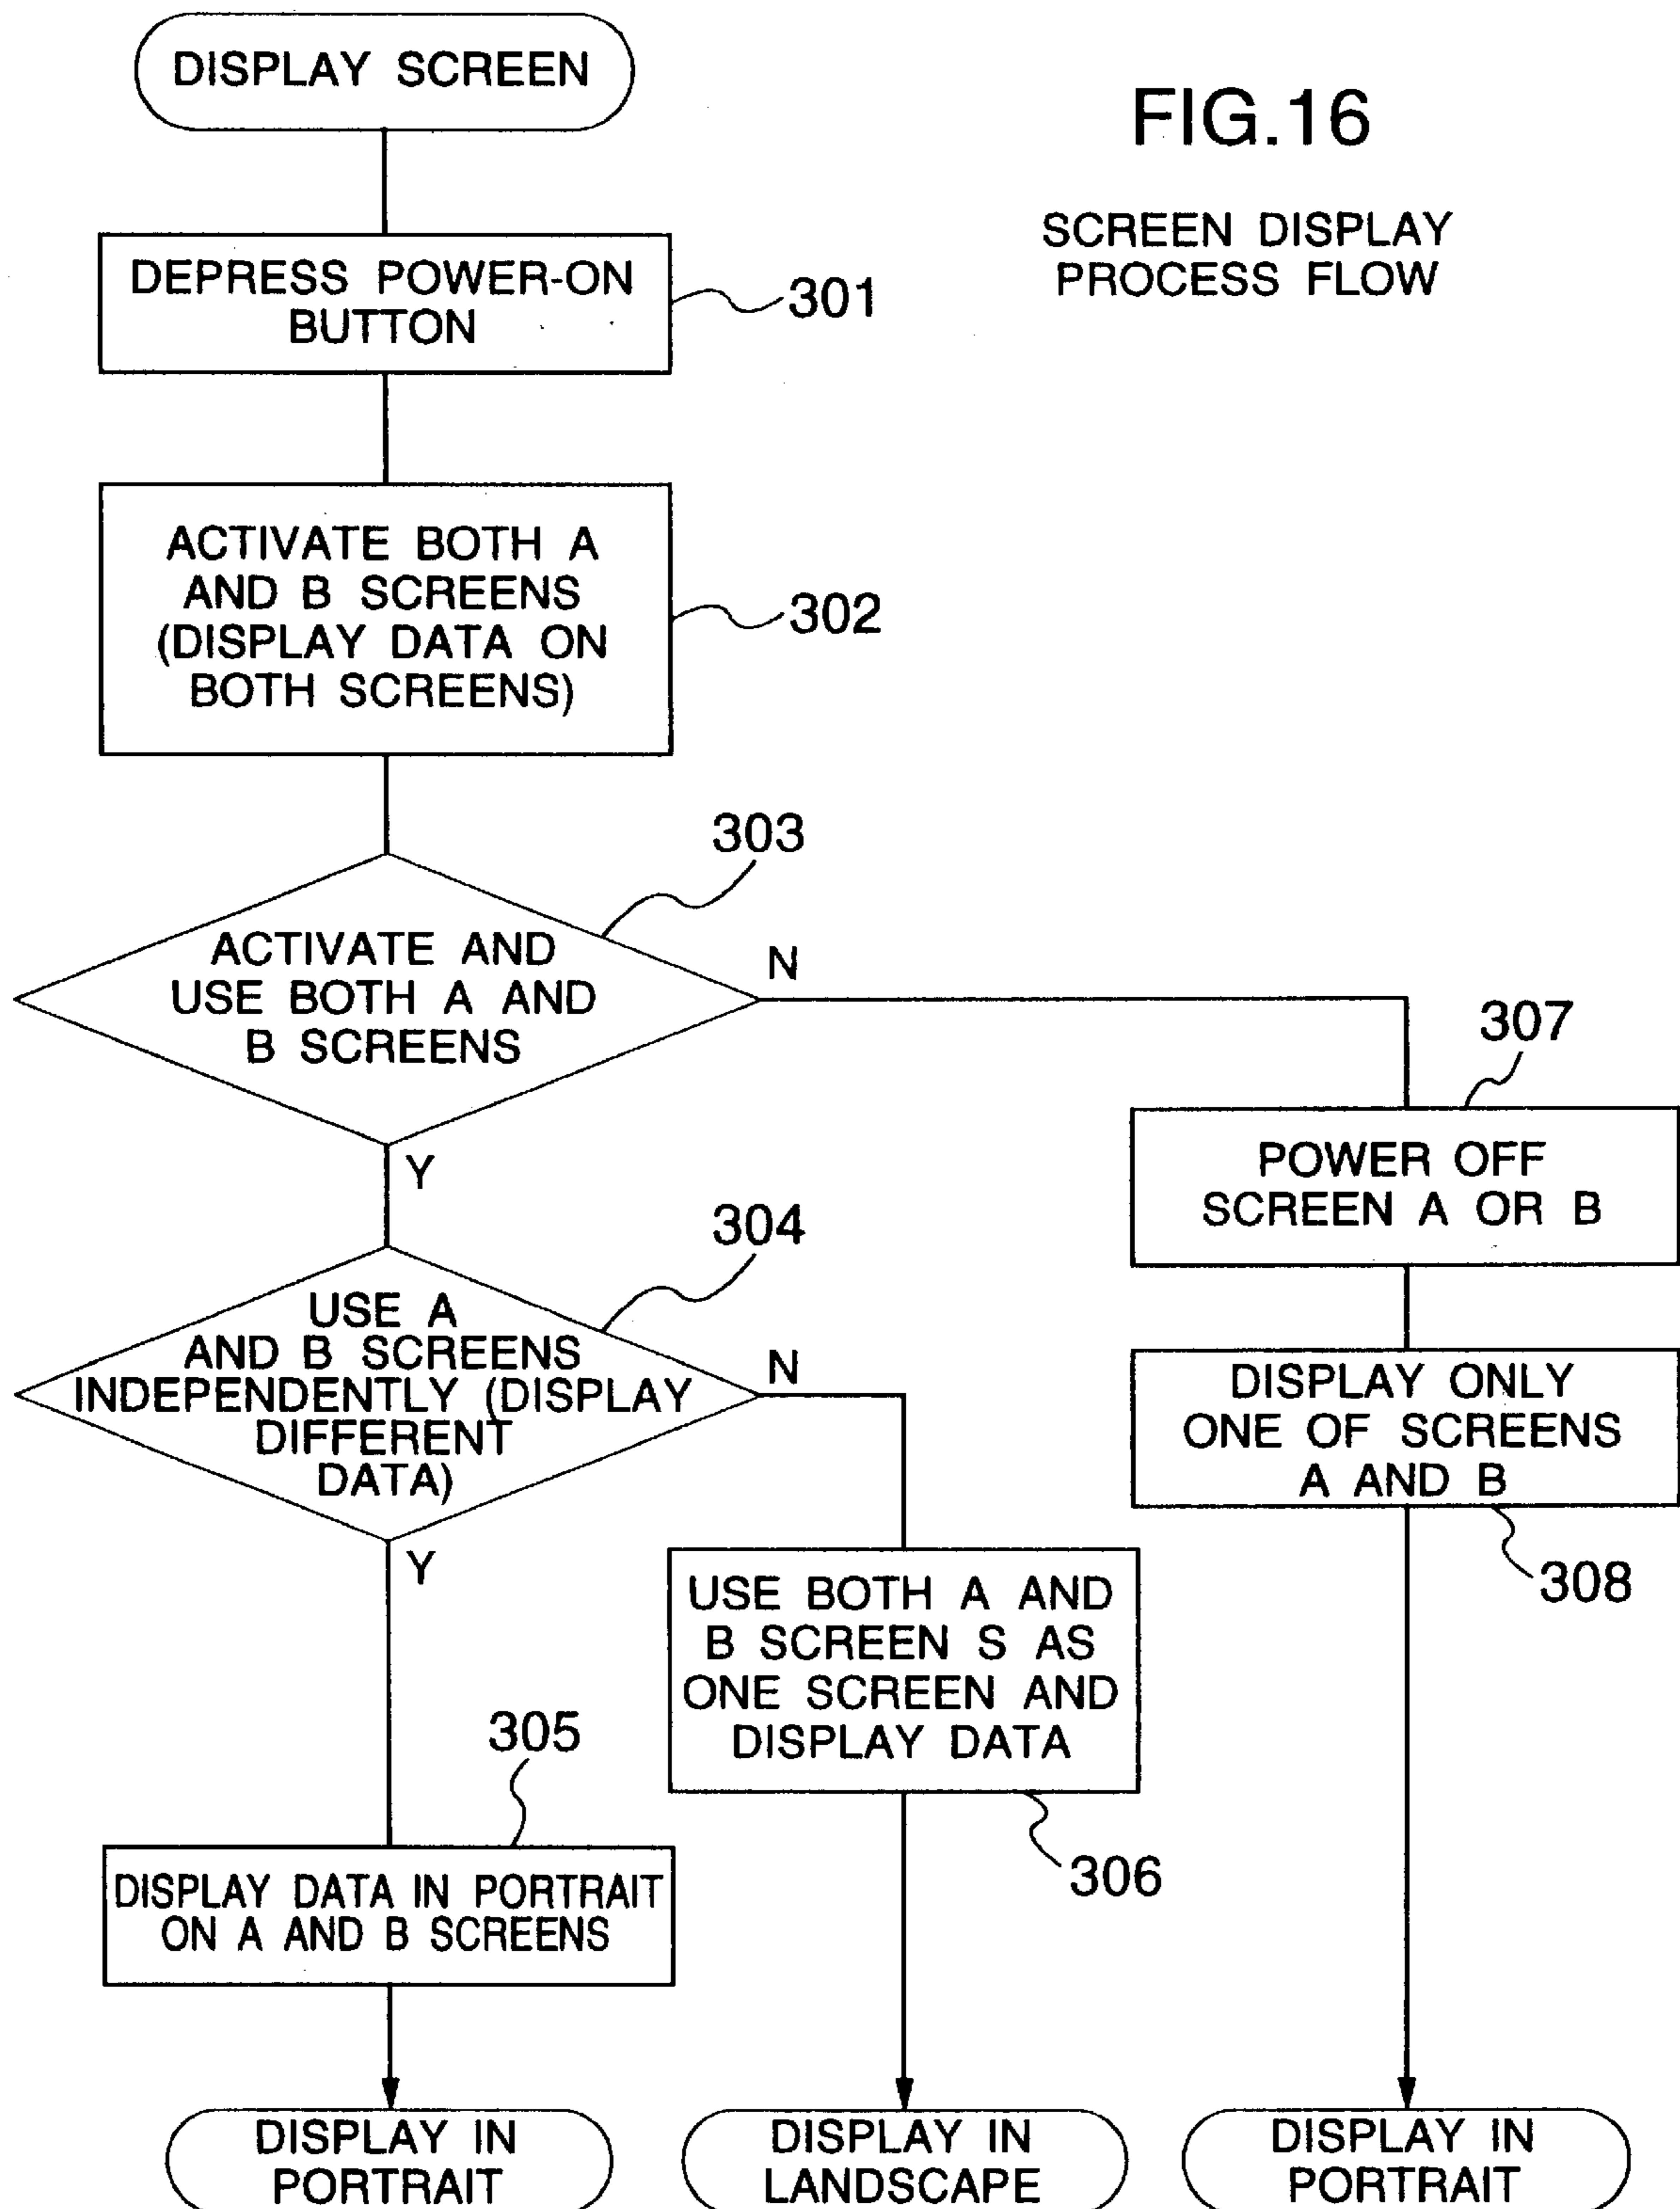 DISPLAY SCREEN
FIG.16
SCREEN DISPLAY
PROCESS FLOW
DEPRESS POWER-ON
BUTTON
301
ACTIVATE BOTH A
AND B SCREENS
(DISPLAY DATA ON
BOTH SCREENS)
302
303
ACTIVATE AND
USE BOTH A AND
B SCREENS
N
Y
307
POWER OFF
SCREEN A OR B
304
USE A
AND B SCREENS
INDEPENDENTLY (DISPLAY
DIFFERENT
DATA)
N
Y
DISPLAY ONLY
ONE OF SCREENS
A AND B
308
USE BOTH A AND
B SCREEN S AS
ONE SCREEN AND
DISPLAY DATA
306
305
DISPLAY DATA IN PORTRAIT
ON A AND B SCREENS
DISPLAY IN
PORTRAIT
DISPLAY IN
LANDSCAPE
DISPLAY IN
PORTRAIT